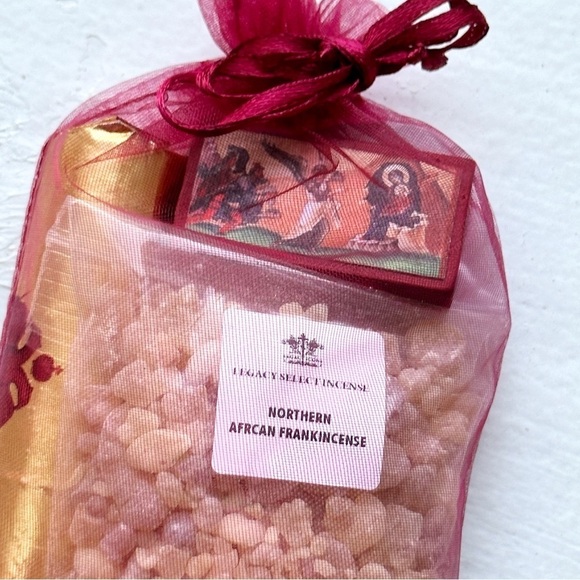 LEGACY SELECT INCENSE
NORTHERN
AFRCAN FRANKINCENSE